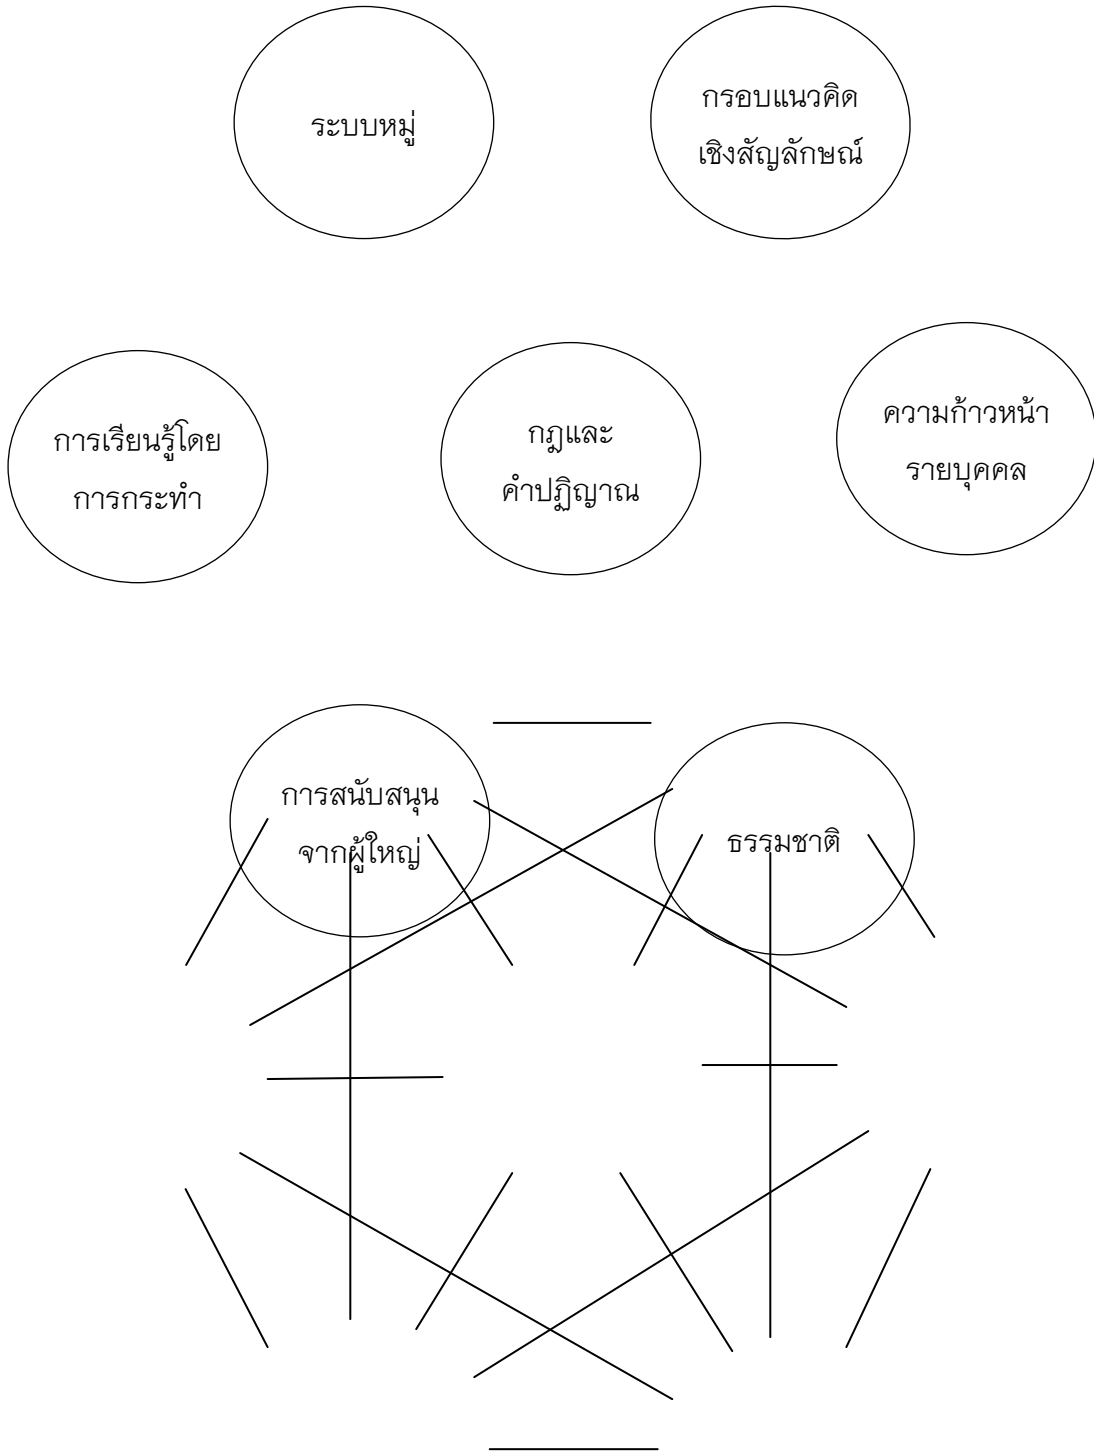 ระบบหมู่
กรอบแนวคิด
เชิงสัญลักษณ์
การเรียนรู้โดย
การกระทำ
กฎและ
คำปฏิญาณ
ความก้าวหน้า
รายบุคคล
การสนับสนุน
จากผู้ใหญ่
ธรรมชาติ